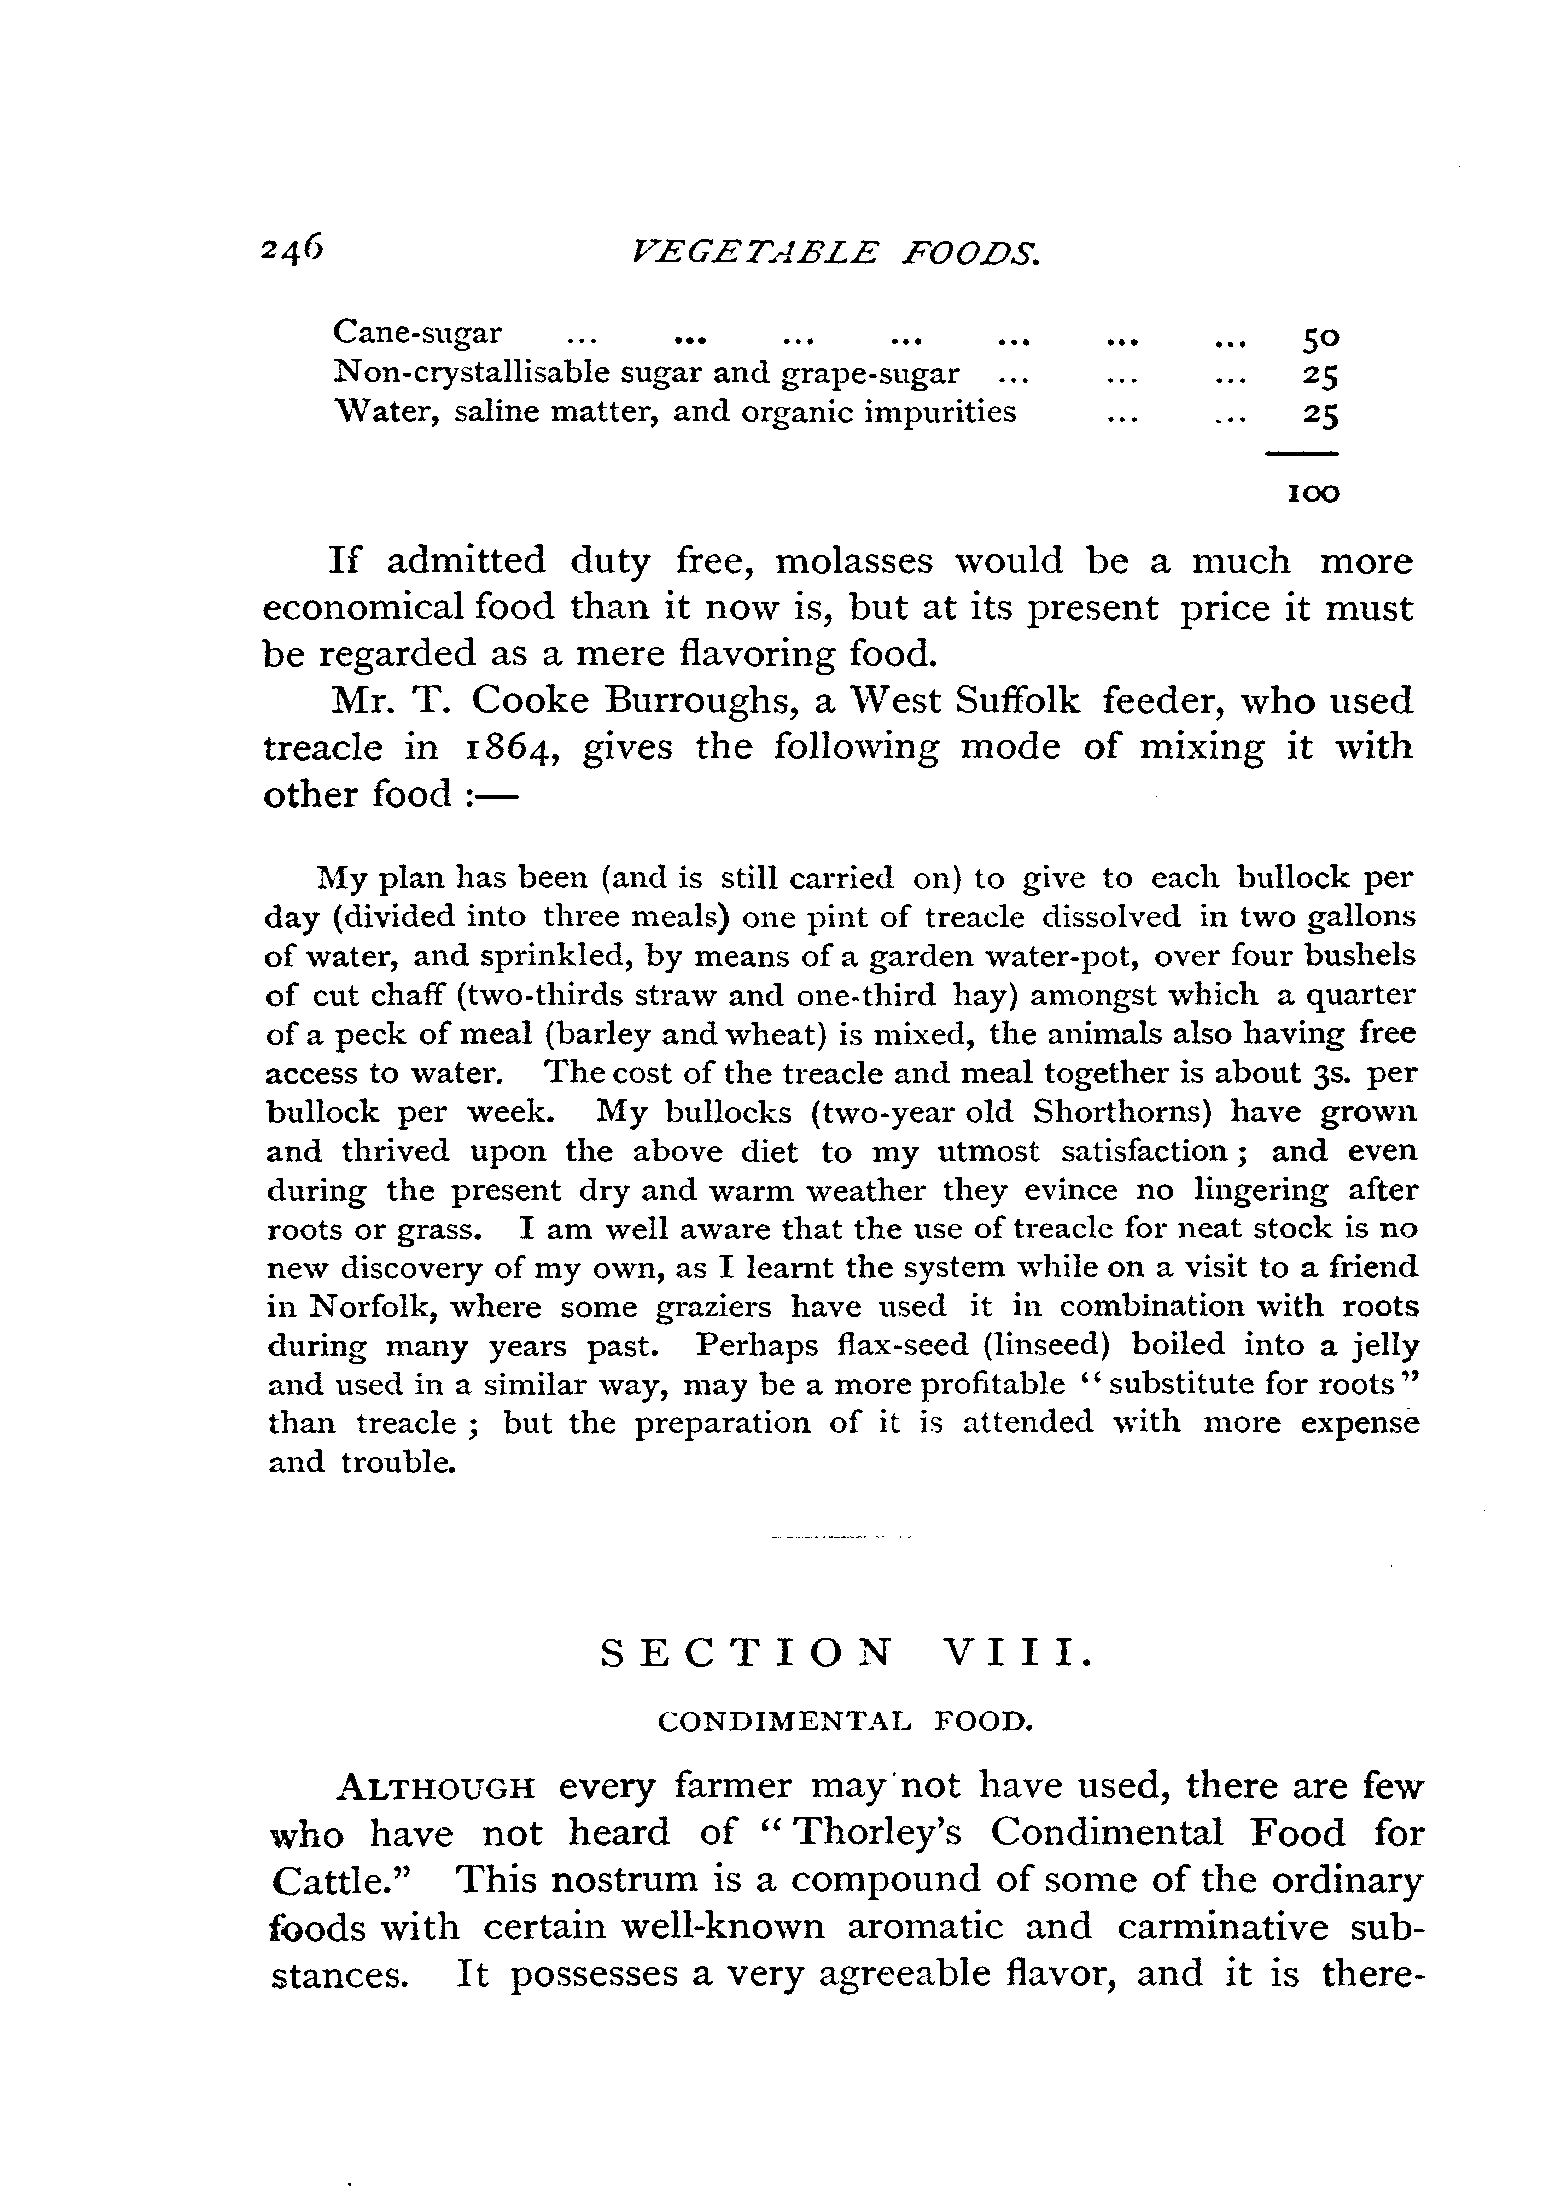 246 VEGETABLE FOODS.
Cane-sugar ... ... ... ... ... ... ... 50
Non-crystallisable sugar and grape-sugar ... ... ... 25
Water, saline matter, and organic impurities ... ... 25
100
If admitted duty free, molasses would be a much more
economical food than it now is, but at its present price it must
be regarded as a mere flavoring food.
Mr. T. Cooke Burroughs, a West Suffolk feeder, who used
treacle in 1864, gives the following mode of mixing it with
other food :—
My plan has been (and is still carried on) to give to each bullock per
day (divided into three meals) one pint of treacle dissolved in two gallons
of water, and sprinkled, by means of a garden water-pot, over four bushels
of cut chaff (two-thirds straw and one-third hay) amongst which a quarter
of a peck of meal (barley and wheat) is mixed, the animals also having free
access to water. The cost of the treacle and meal together is about 3s. per
bullock per week. My bullocks (two-year old Shorthorns) have grown
and thrived upon the above diet to my utmost satisfaction ; and even
during the present dry and warm weather they evince no lingering after
roots or grass. I am well aware that the use of treacle for neat stock is no
new discovery of my own, as I learnt the system while on a visit to a friend
in Norfolk, where some graziers have used it in combination with roots
during many years past. Perhaps flax-seed (linseed) boiled into a jelly
and used in a similar way, may be a more profitable "substitute for roots"
than treacle ; but the preparation of it is attended with more expense
and trouble.
SECTION VIII.
CONDIMENTAL FOOD.
ALTHOUGH every farmer may not have used, there are few
who have not heard of "Thorley's Condimental Food for
Cattle." This nostrum is a compound of some of the ordinary
foods with certain well-known aromatic and carminative sub-
stances. It possesses a very agreeable flavor, and it is there-